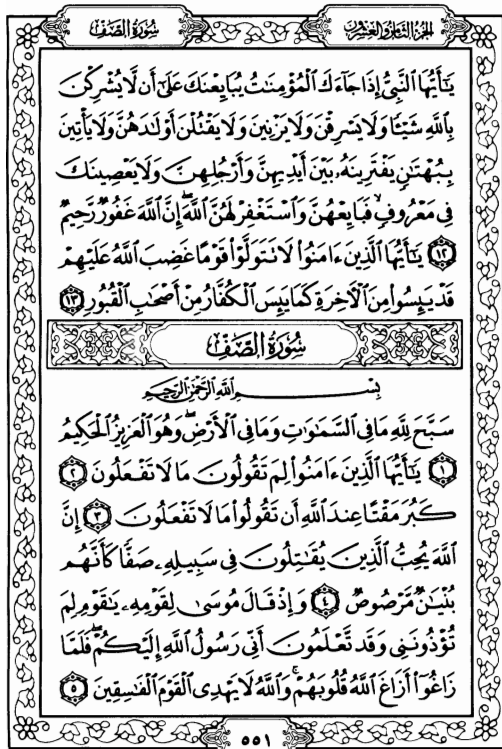 سورة الصف الجزء الثامن والعشرون
يَٰٓأَيُّهَا ٱلنَّبِىُّ إِذَا جَآءَكَ ٱلْمُؤْمِنَٰتُ يُبَايِعْنَكَ عَلَىٰٓ أَن لَّا يُشْرِكْنَ
بِٱللَّهِ شَيْـًٔا وَلَا يَسْرِقْنَ وَلَا يَزْنِينَ وَلَا يَقْتُلْنَ أَوْلَٰدَهُنَّ وَلَا يَأْتِينَ
بِبُهْتَٰنٍ يَفْتَرِينَهُۥ بَيْنَ أَيْدِيهِنَّ وَأَرْجُلِهِنَّ وَلَا يَعْصِينَكَ
فِى مَعْرُوفٍ ۙ فَبَايِعْهُنَّ وَٱسْتَغْفِرْ لَهُنَّ ٱللَّهَ ۖ إِنَّ ٱللَّهَ غَفُورٌ رَّحِيمٌ
١٢ يَٰٓأَيُّهَا ٱلَّذِينَ ءَامَنُوا۟ لَا تَتَوَلَّوْا۟ قَوْمًا غَضِبَ ٱللَّهُ عَلَيْهِمْ
قَدْ يَئِسُوا۟ مِنَ ٱلْـَٔاخِرَةِ كَمَا يَئِسَ ٱلْكُفَّارُ مِنْ أَصْحَٰبِ ٱلْقُبُورِ ١٣
سُورَةُ الصَّفِّ
بِسْمِ ٱللَّهِ ٱلرَّحْمَٰنِ ٱلرَّحِيمِ
سَبَّحَ لِلَّهِ مَا فِى ٱلسَّمَٰوَٰتِ وَمَا فِى ٱلْأَرْضِ ۖ وَهُوَ ٱلْعَزِيزُ ٱلْحَكِيمُ
١ يَٰٓأَيُّهَا ٱلَّذِينَ ءَامَنُوا۟ لِمَ تَقُولُونَ مَا لَا تَفْعَلُونَ ٢
كَبُرَ مَقْتًا عِندَ ٱللَّهِ أَن تَقُولُوا۟ مَا لَا تَفْعَلُونَ ٣ إِنَّ
ٱللَّهَ يُحِبُّ ٱلَّذِينَ يُقَٰتِلُونَ فِى سَبِيلِهِۦ صَفًّا كَأَنَّهُم
بُنْيَٰنٌ مَّرْصُوصٌ ٤ وَإِذْ قَالَ مُوسَىٰ لِقَوْمِهِۦ يَٰقَوْمِ لِمَ
تُؤْذُونَنِى وَقَد تَّعْلَمُونَ أَنِّى رَسُولُ ٱللَّهِ إِلَيْكُمْ ۖ فَلَمَّا
زَاغُوٓا۟ أَزَاغَ ٱللَّهُ قُلُوبَهُمْ ۚ وَٱللَّهُ لَا يَهْدِى ٱلْقَوْمَ ٱلْفَٰسِقِينَ ٥
٥٥١